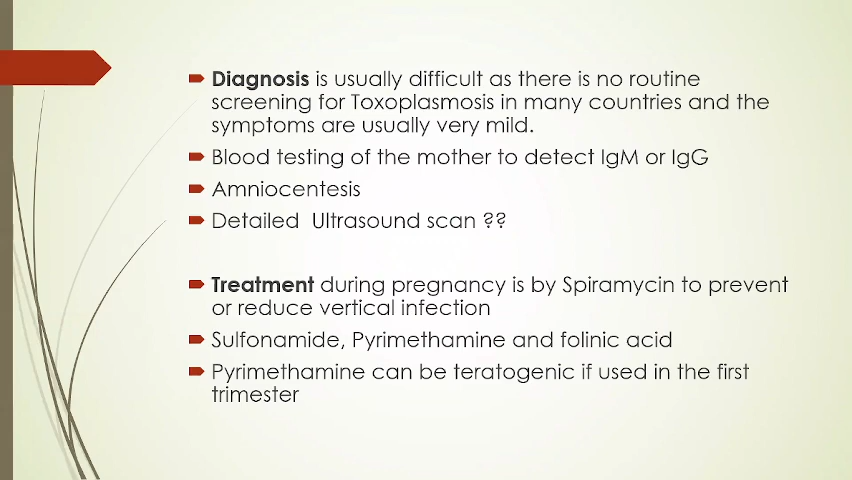 Diagnosis is usually difficult as there is no routine
screening for Toxoplasmosis in many countries and the
symptoms are usually very mild.
Blood testing of the mother to detect IgM or IgG
Amniocentesis
Detailed  Ultrasound scan ??
Treatment during pregnancy is by Spiramycin to prevent
or reduce vertical infection
Sulfonamide, Pyrimethamine and folinic acid
Pyrimethamine can be teratogenic if used in the first
trimester